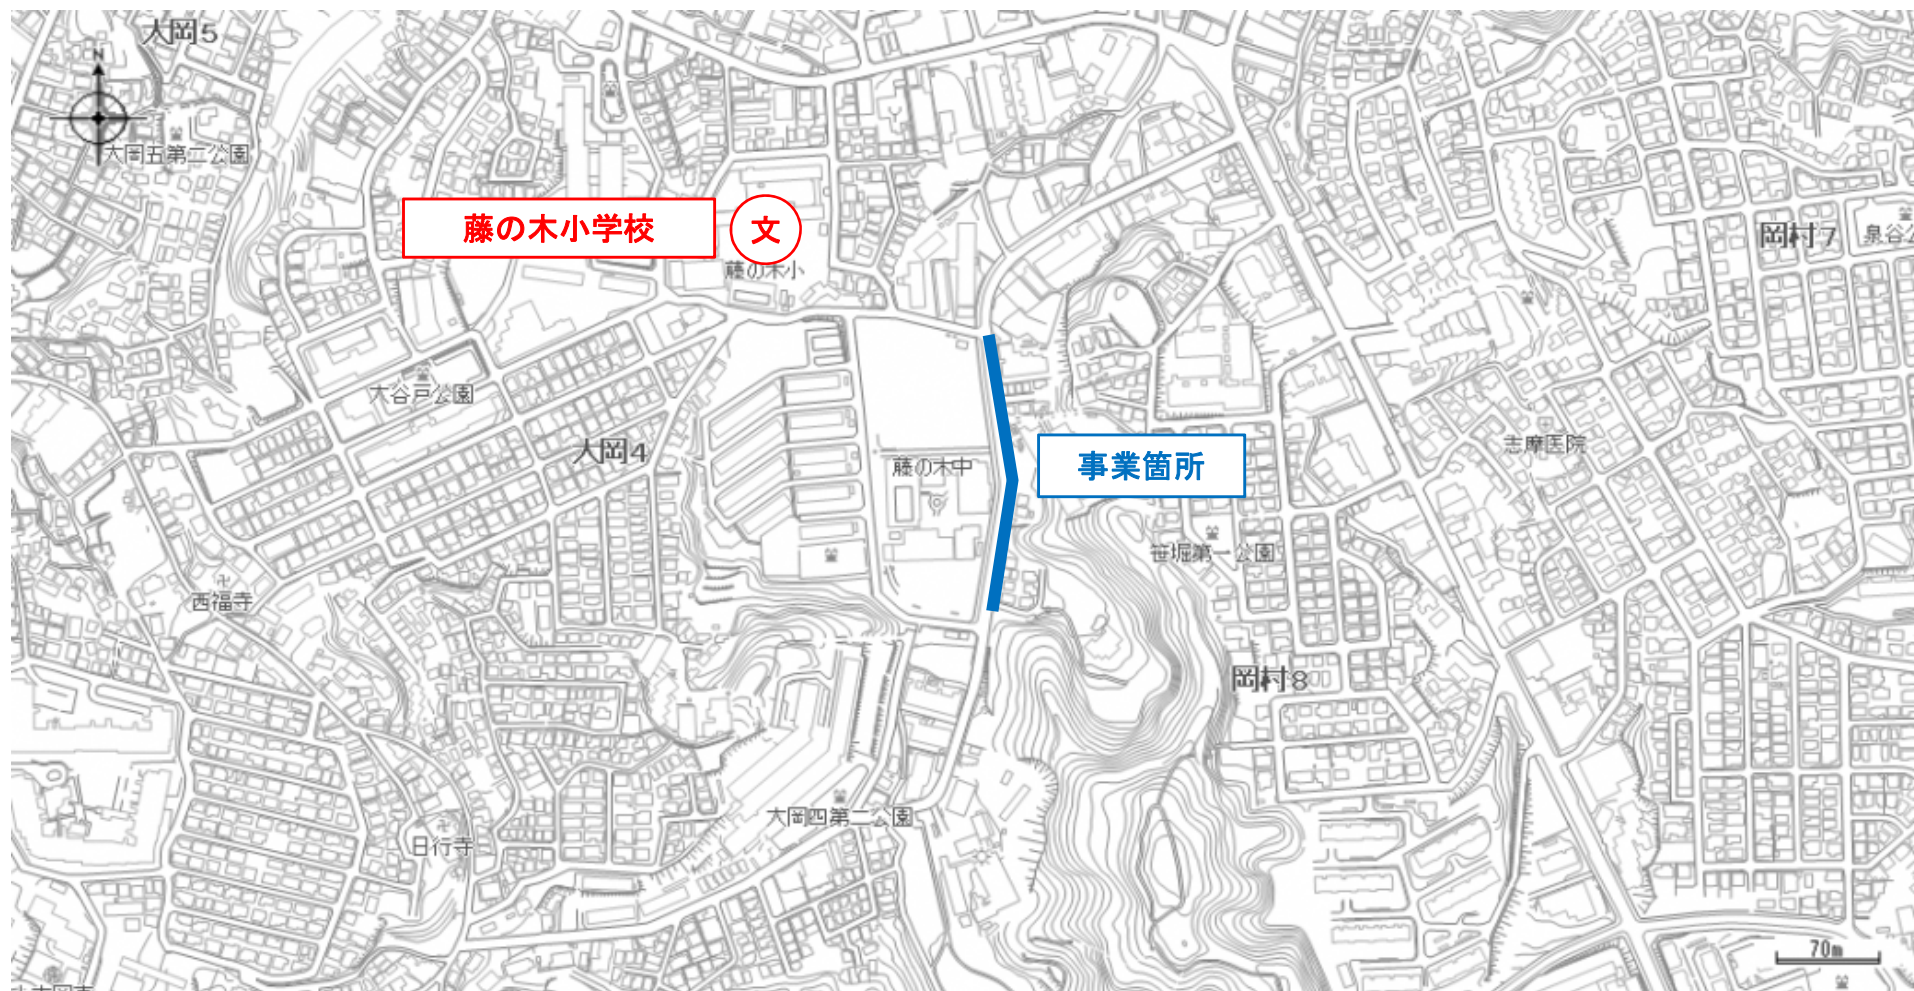 大岡5
N
大岡五第二公園
藤の木小学校
文
藤の木小
岡村7
泉谷公
大谷戸公園
大岡4
藤の木中
事業箇所
志摩医院
笹堀第一公園
西福寺
岡村8
大岡四第二公園
日行寺
70m